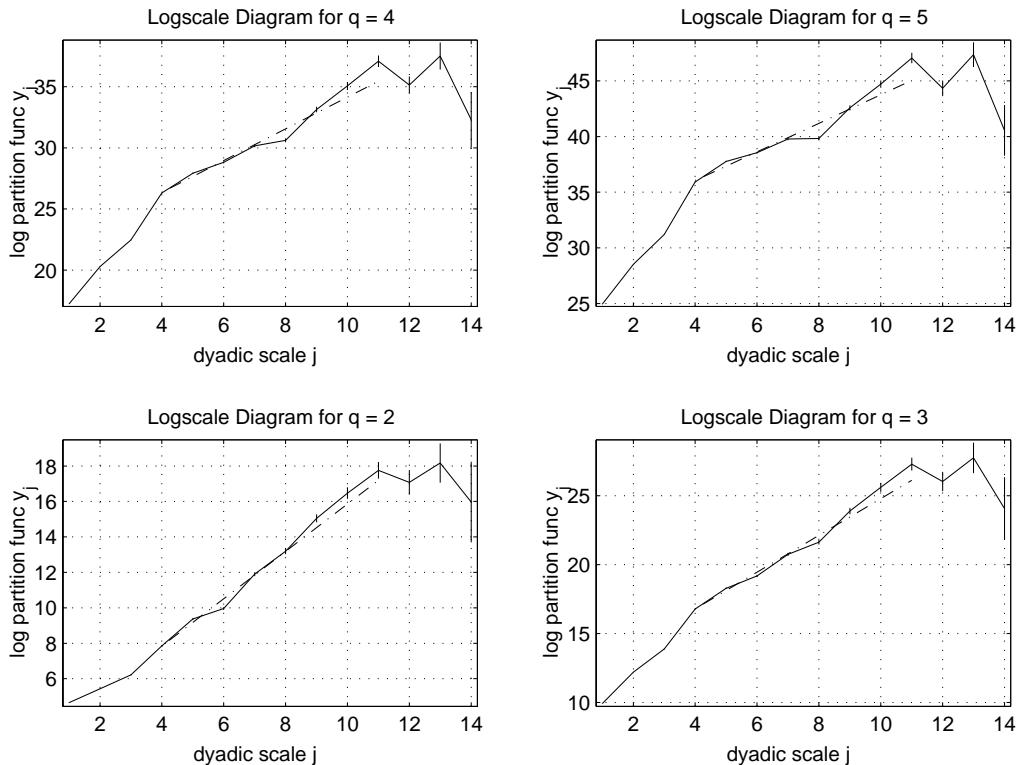 Logscale Diagram for q = 4
log partition func y_j
35
30
25
20
2 4 6 8 10 12 14
dyadic scale j
Logscale Diagram for q = 5
log partition func y_j
45
40
35
30
25
2 4 6 8 10 12 14
dyadic scale j
Logscale Diagram for q = 2
log partition func y_j
18
16
14
12
10
8
6
2 4 6 8 10 12 14
dyadic scale j
Logscale Diagram for q = 3
log partition func y_j
25
20
15
10
2 4 6 8 10 12 14
dyadic scale j